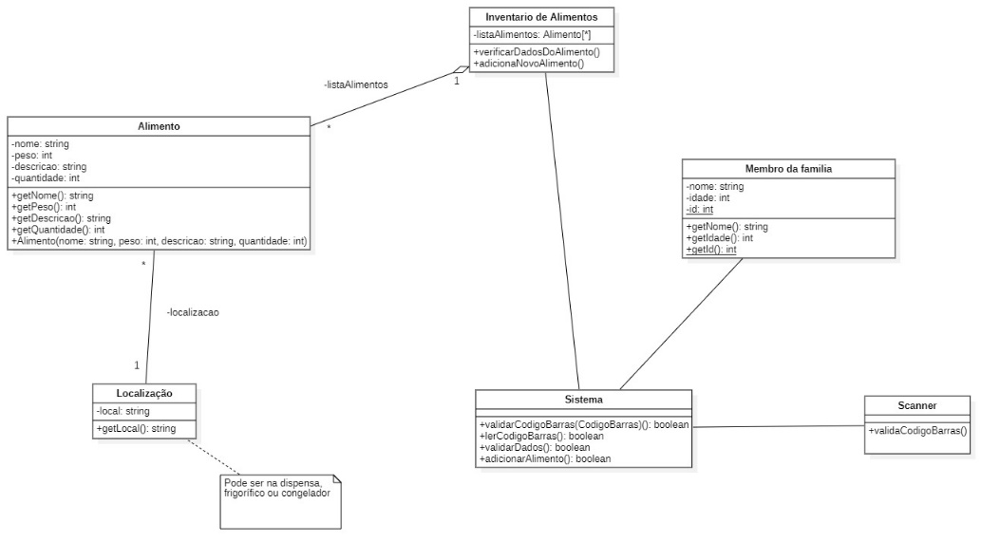 Inventario de Alimentos
-listaAlimentos: Alimento[*]
+verificarDadosDoAlimento()
+adicionaNovoAlimento()
-listaAlimentos
1
*
Alimento
-nome: string
-peso: int
-descricao: string
-quantidade: int
+getNome(): string
+getPeso(): int
+getDescricao(): string
+getQuantidade(): int
+Alimento(nome: string, peso: int, descricao: string, quantidade: int)
Membro da familia
-nome: string
-idade: int
-id: int
+getNome(): string
+getIdade(): int
+getId(): int
*
-localizacao
1
Localização
-local: string
+getLocal(): string
Sistema
+validarCodigoBarras(CodigoBarras)(): boolean
+lerCodigoBarras(): boolean
+validarDados(): boolean
+adicionarAlimento(): boolean
Scanner
+validaCodigoBarras()
Pode ser na dispensa,
frigorífico ou congelador